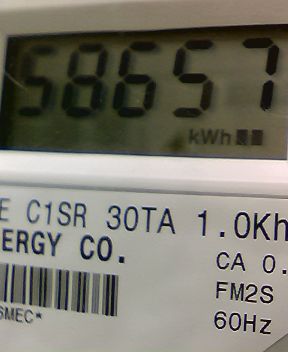 58657
kWh
E C1SR 30TA 1.0Kh
ERGY CO.
CA 0.
FM2S
SMEC*
60Hz